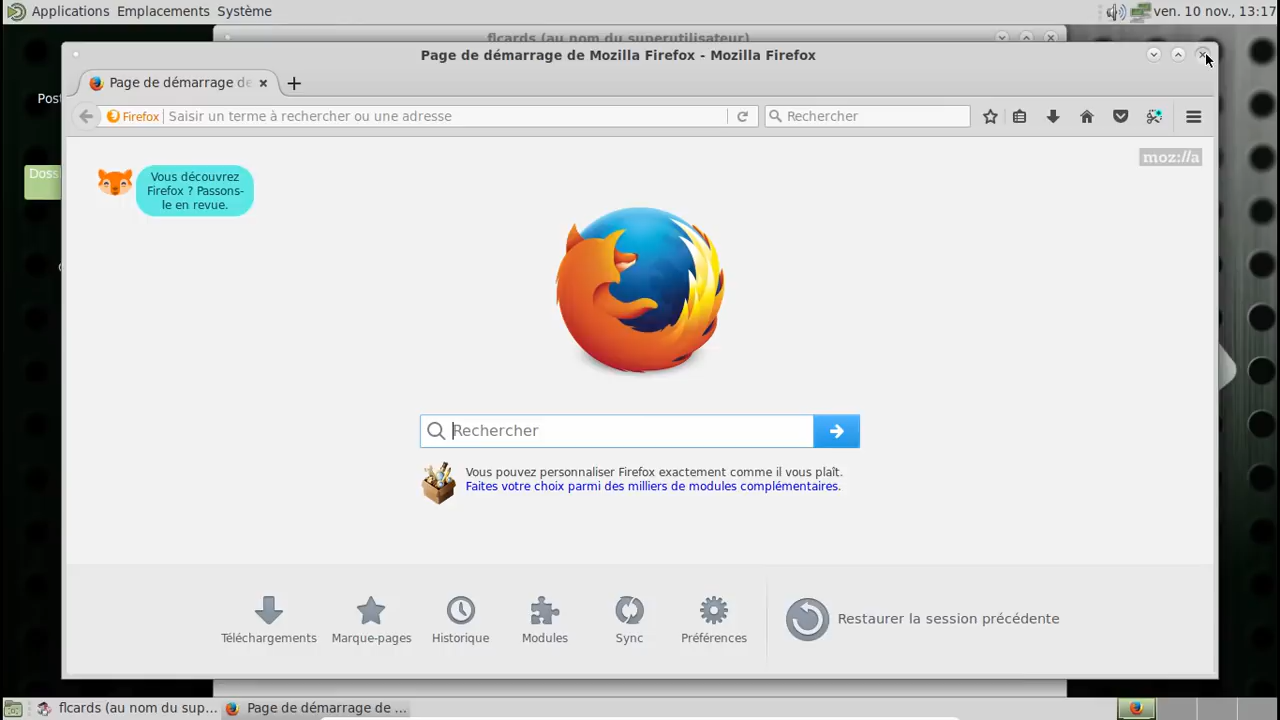 Applications Emplacements Système ven. 10 nov., 13:17
flcards (au nom du superutilisateur)
Page de démarrage de Mozilla Firefox - Mozilla Firefox
Page de démarrage de
Post
Firefox Saisir un terme à rechercher ou une adresse Rechercher
moz://a
Doss
Vous découvrez
Firefox ? Passons-
le en revue.
Rechercher
Vous pouvez personnaliser Firefox exactement comme il vous plaît.
Faites votre choix parmi des milliers de modules complémentaires.
Restaurer la session précédente
Téléchargements Marque-pages Historique Modules Sync Préférences
flcards (au nom du sup... Page de démarrage de ...